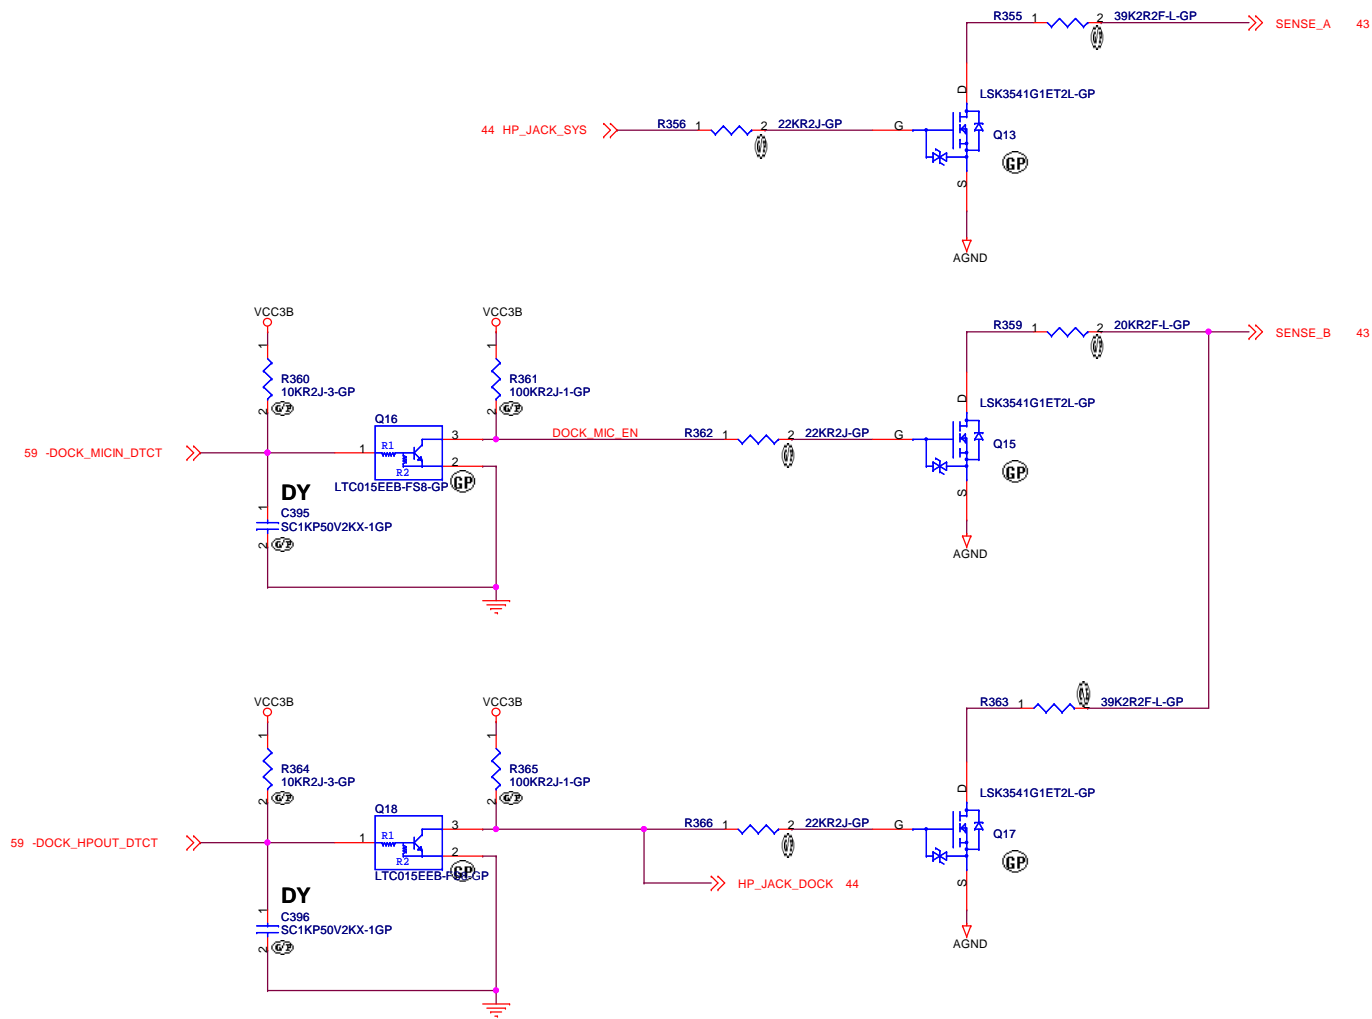 R355 1 2 39K2R2F-L-GP
SENSE_A 43
D
LSK3541G1ET2L-GP
44 HP_JACK_SYS
R356 1 2 22KR2J-GP
G
Q13
GP
S
AGND
VCC3B
VCC3B
R359 1 2 20KR2F-L-GP
SENSE_B 43
1
R360
10KR2J-3-GP
2
1
R361
100KR2J-1-GP
2
D
LSK3541G1ET2L-GP
Q16
59 -DOCK_MICIN_DTCT
1
R1
R2
3
2
LTC015EEB-FS8-GP
GP
DOCK_MIC_EN
R362 1 2 22KR2J-GP
G
Q15
GP
S
AGND
DY
1
C395
SC1KP50V2KX-1GP
2
VCC3B
VCC3B
R363 1
39K2R2F-L-GP
1
R364
10KR2J-3-GP
2
1
R365
100KR2J-1-GP
2
D
LSK3541G1ET2L-GP
Q18
59 -DOCK_HPOUT_DTCT
1
R1
R2
3
2
GP
R366 1 2 22KR2J-GP
G
Q17
GP
HP_JACK_DOCK 44
S
AGND
DY
1
C396
SC1KP50V2KX-1GP
2